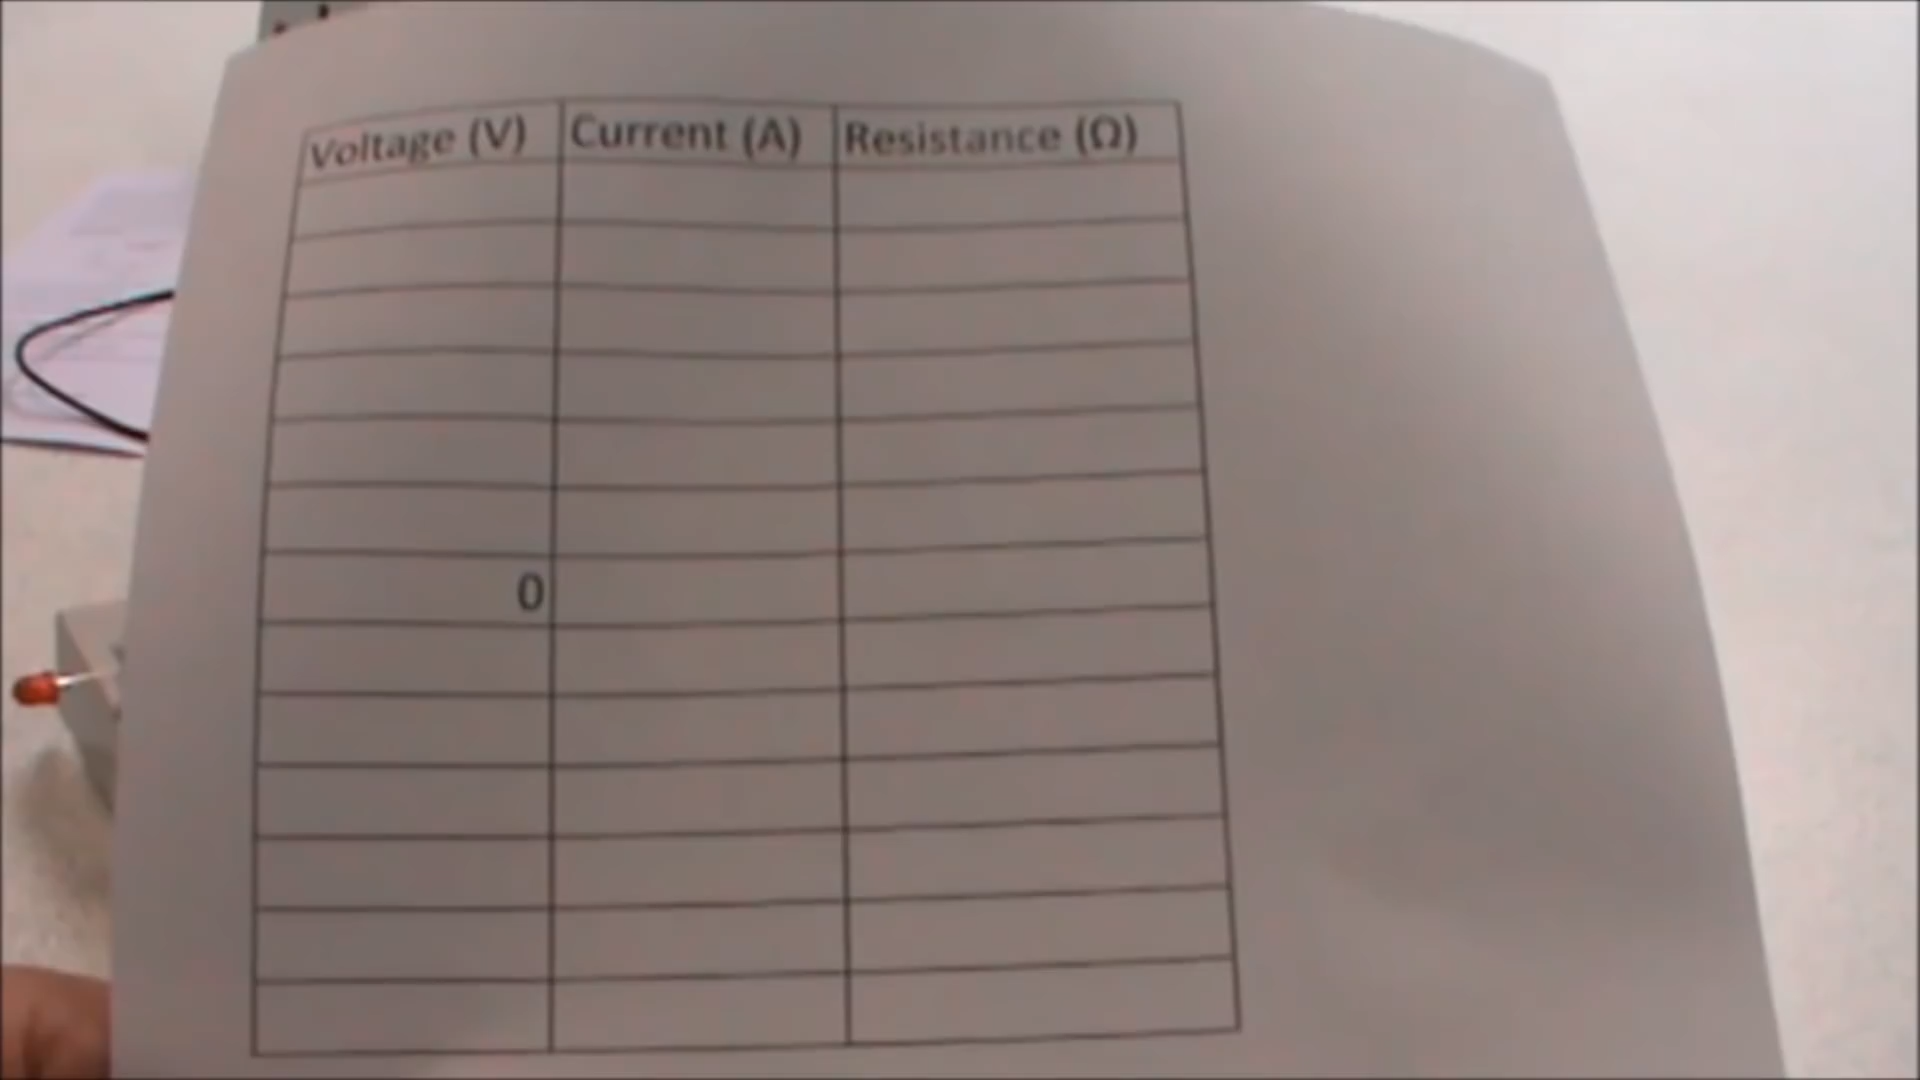 Voltage (V) Current (A) Resistance (Ω)
0